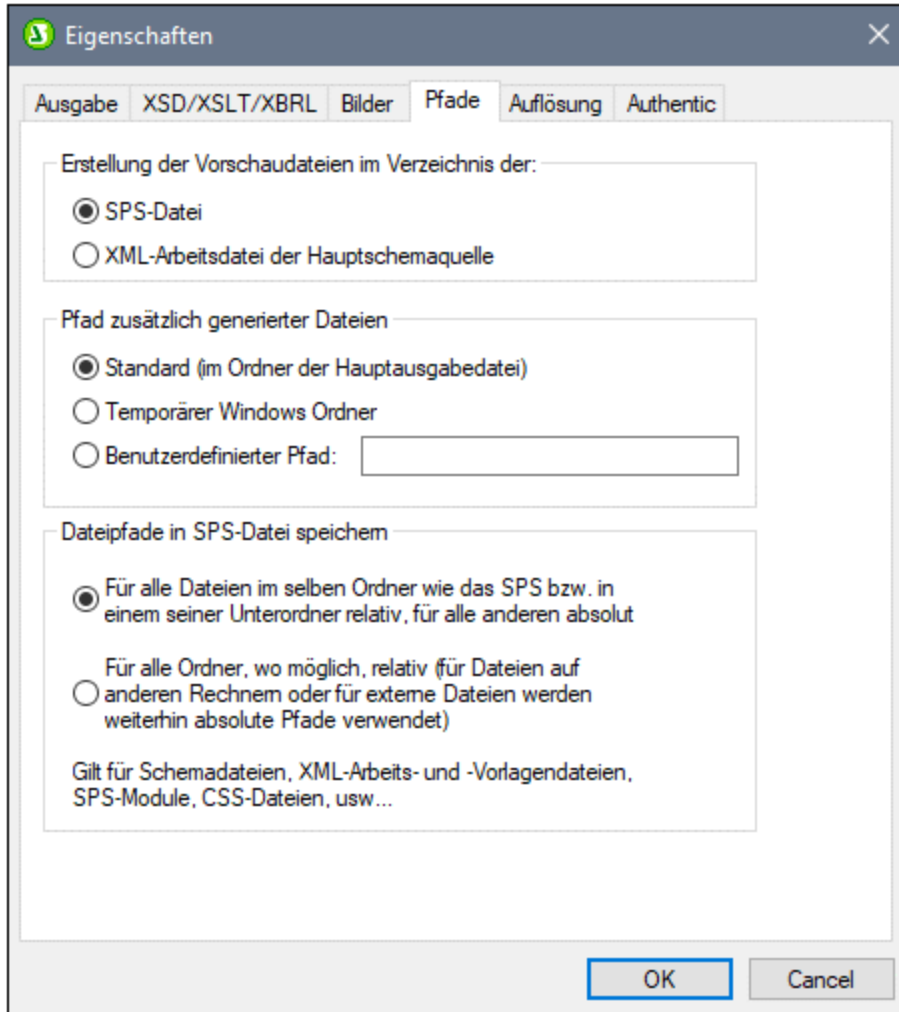 Eigenschaften
Ausgabe XSD/XSLT/XBRL Bilder Pfade Auflösung Authentic
Erstellung der Vorschaudateien im Verzeichnis der:
SPS-Datei
XML-Arbeitsdatei der Hauptschemaquelle
Pfad zusätzlich generierter Dateien
Standard (im Ordner der Hauptausgabedatei)
Temporärer Windows Ordner
Benutzerdefinierter Pfad:
Dateipfade in SPS-Datei speichern
Für alle Dateien im selben Ordner wie das SPS bzw. in
einem seiner Unterordner relativ, für alle anderen absolut
Für alle Ordner, wo möglich, relativ (für Dateien auf
anderen Rechnern oder für externe Dateien werden
weiterhin absolute Pfade verwendet)
Gilt für Schemadateien, XML-Arbeits- und -Vorlagendateien,
SPS-Module, CSS-Dateien, usw...
OK Cancel